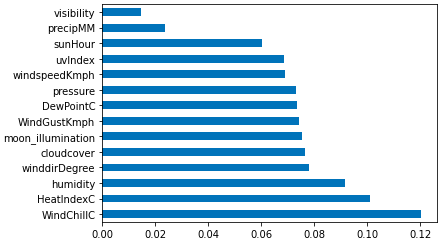 visibility
precipMM
sunHour
uvIndex
windspeedKmph
pressure
DewPointC
WindGustKmph
moon_illumination
cloudcover
winddirDegree
humidity
HeatIndexC
WindChillC
0.00 0.02 0.04 0.06 0.08 0.10 0.12